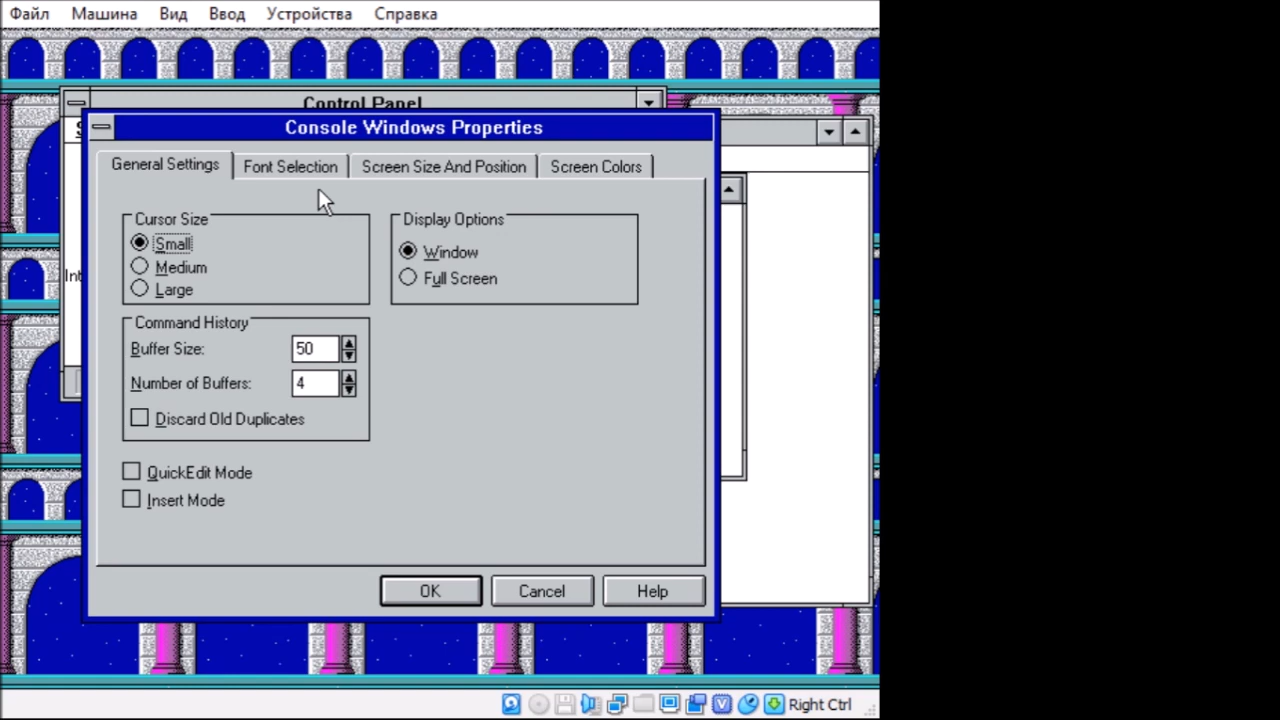 Файл Машина Вид Ввод Устройства Справка
Control Panel
Console Windows Properties
General Settings Font Selection Screen Size And Position Screen Colors
Cursor Size
Small
Medium
Large
Display Options
Window
Full Screen
Command History
Buffer Size: 50
Number of Buffers: 4
Discard Old Duplicates
QuickEdit Mode
Insert Mode
OK Cancel Help
Right Ctrl